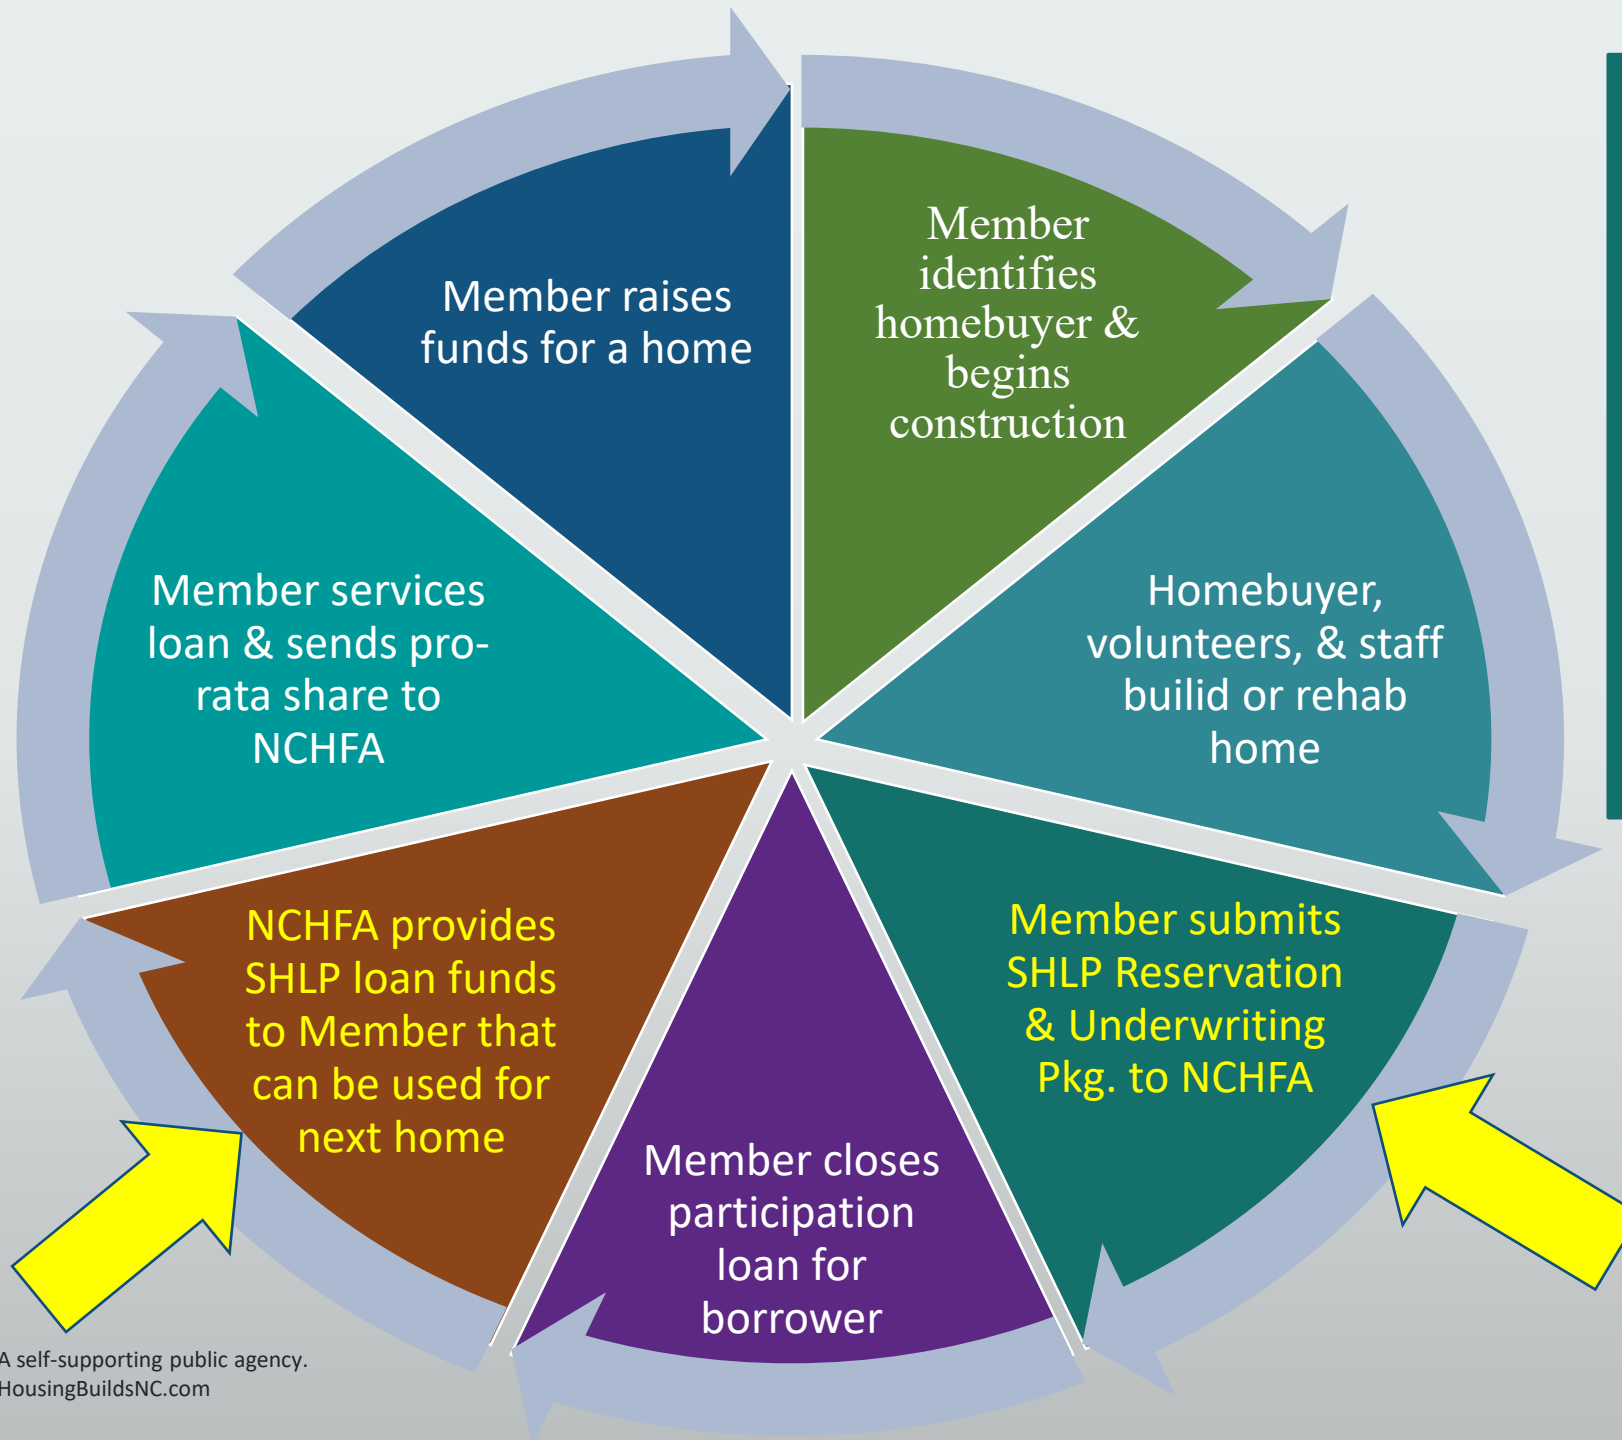 Member raises
funds for a home
Member
identifies
homebuyer &
begins
construction
Homebuyer,
volunteers, & staff
builid or rehab
home
Member submits
SHLP Reservation
& Underwriting
Pkg. to NCHFA
Member closes
participation
loan for
borrower
NCHFA provides
SHLP loan funds
to Member that
can be used for
next home
Member services
loan & sends pro-
rata share to
NCHFA
A self-supporting public agency.
HousingBuildsNC.com